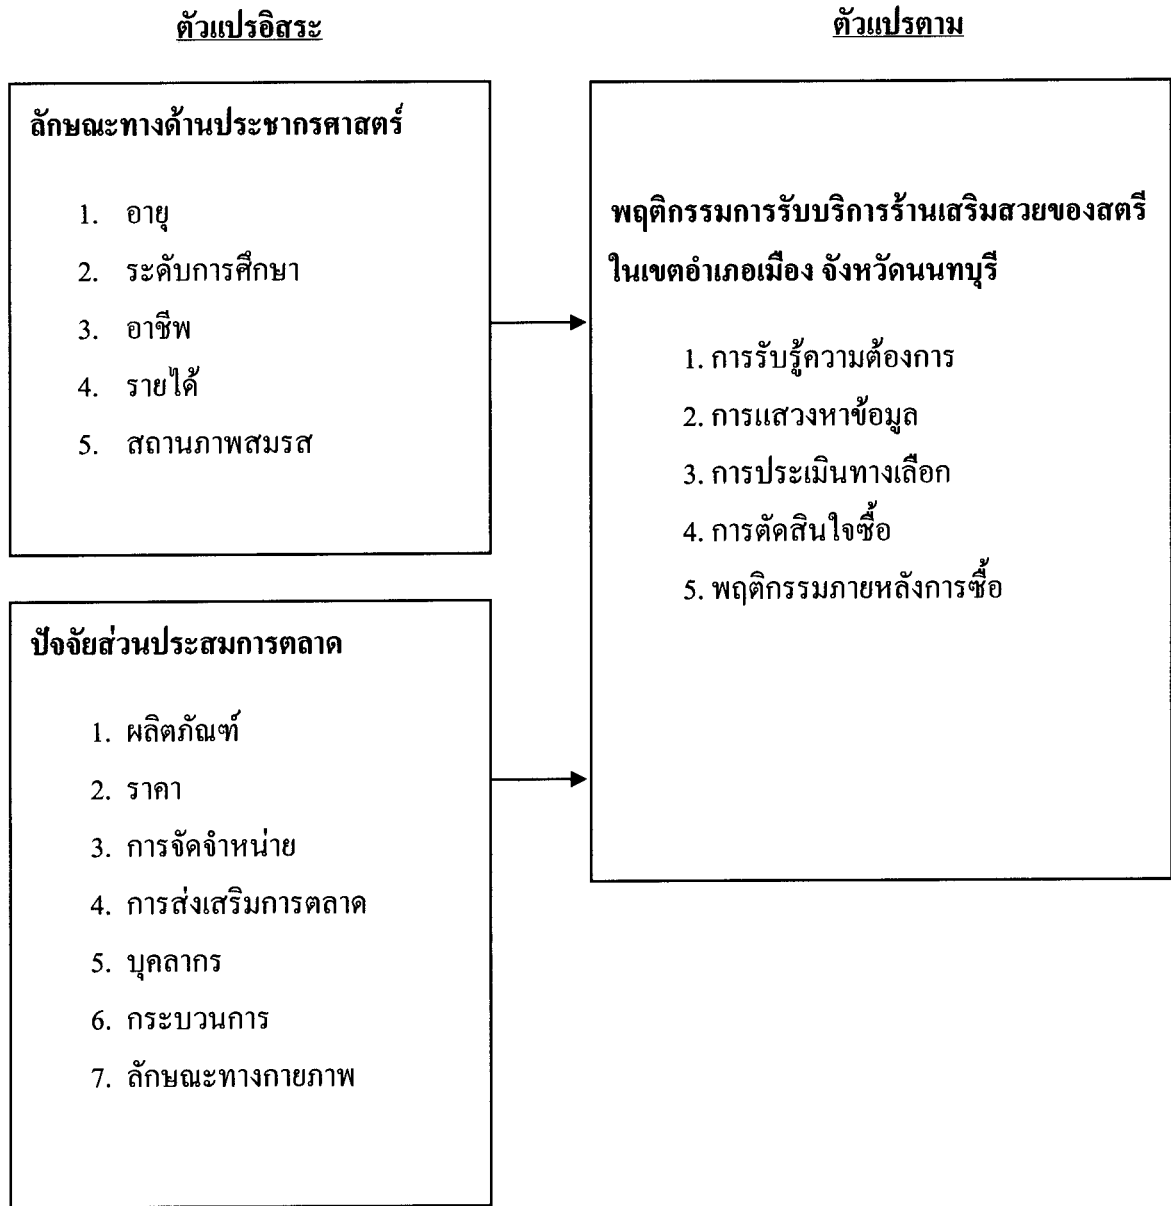 ตัวแปรอิสระ
ตัวแปรตาม
ลักษณะทางด้านประชากรศาสตร์
1. อายุ
2. ระดับการศึกษา
3. อาชีพ
4. รายได้
5. สถานภาพสมรส
ปัจจัยส่วนประสมการตลาด
1. ผลิตภัณฑ์
2. ราคา
3. การจัดจำหน่าย
4. การส่งเสริมการตลาด
5. บุคลากร
6. กระบวนการ
7. ลักษณะทางกายภาพ
พฤติกรรมการรับบริการร้านเสริมสวยของสตรี
ในเขตอำเภอเมือง จังหวัดนนทบุรี
1. การรับรู้ความต้องการ
2. การแสวงหาข้อมูล
3. การประเมินทางเลือก
4. การตัดสินใจซื้อ
5. พฤติกรรมภายหลังการซื้อ